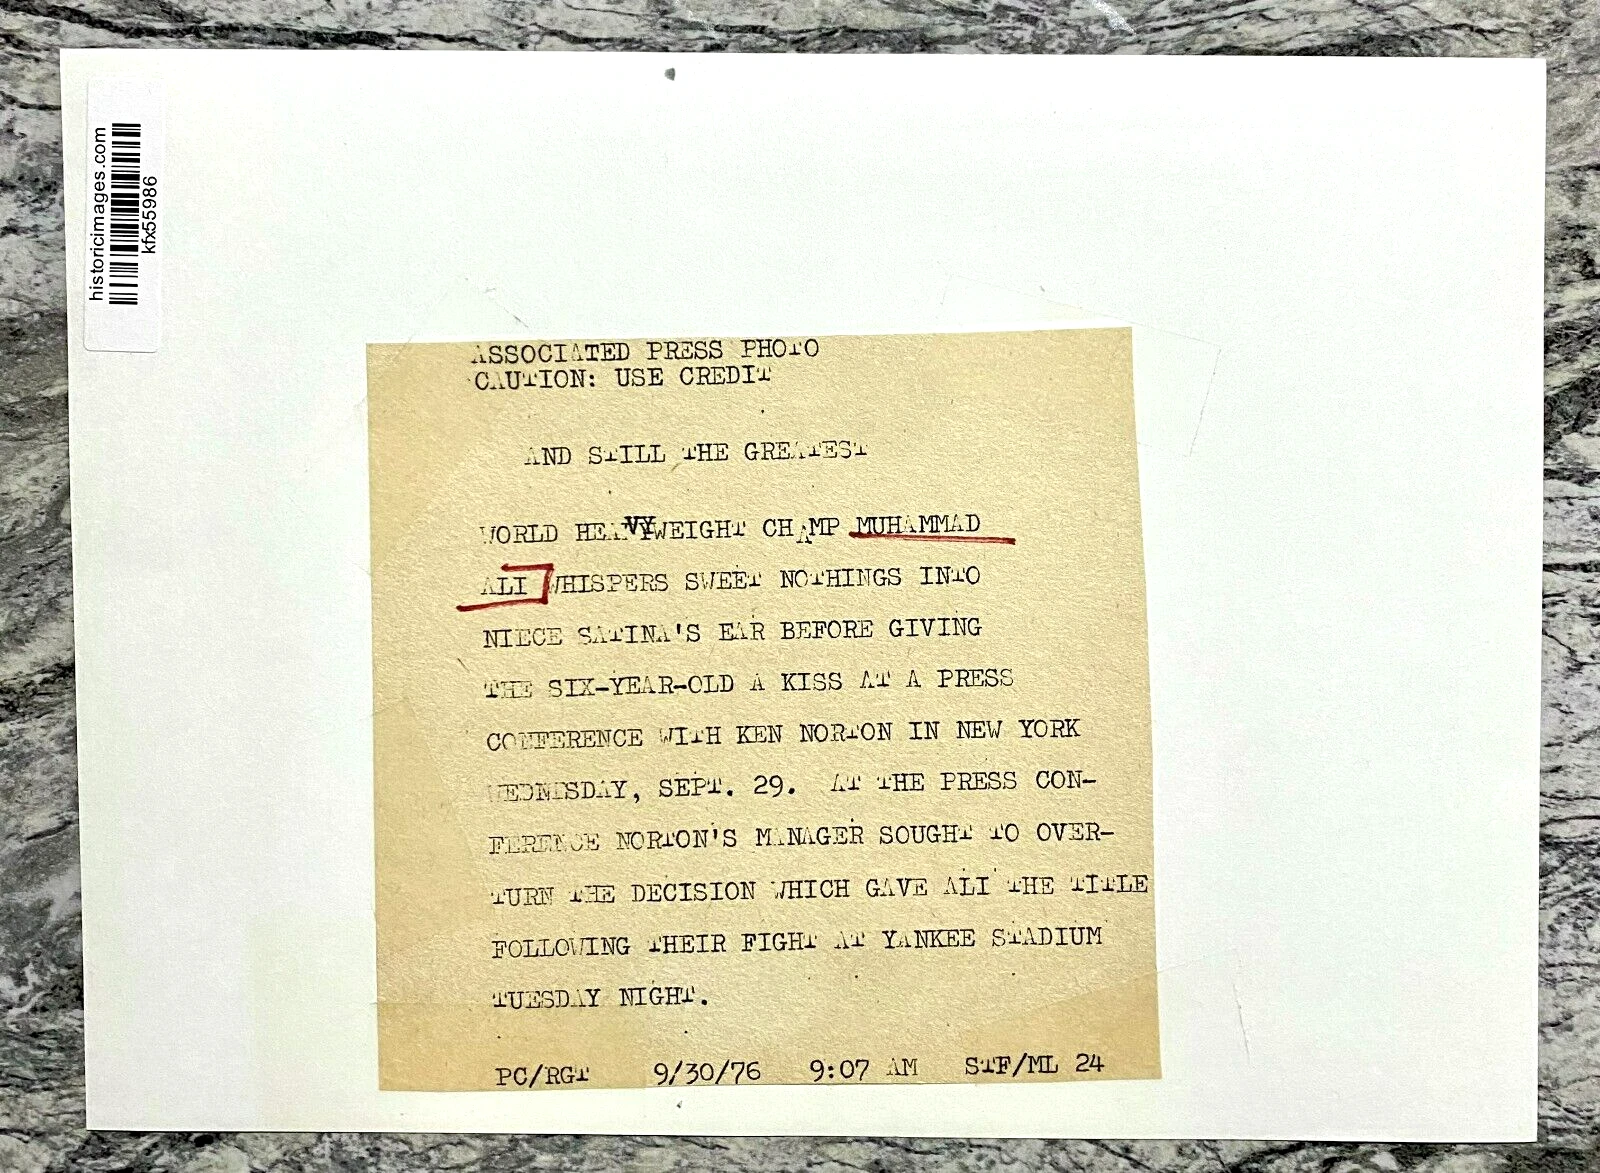 historicimages.com
kfx55986
ASSOCIATED PRESS PHOTO
CAUTION: USE CREDIT
AND STILL THE GREATEST
WORLD HEAVYWEIGHT CHAMP MUHAMMAD
ALI WHISPERS SWEET NOTHINGS INTO
NIECE SATINA'S EAR BEFORE GIVING
THE SIX-YEAR-OLD A KISS AT A PRESS
CONFERENCE WITH KEN NORTON IN NEW YORK
WEDNESDAY, SEPT. 29. AT THE PRESS CON-
FERENCE NORTON'S MANAGER SOUGHT TO OVER-
TURN THE DECISION WHICH GAVE ALI THE TITLE
FOLLOWING THEIR FIGHT AT YANKEE STADIUM
TUESDAY NIGHT.
PC/RGT 9/30/76 9:07 AM STF/ML 24